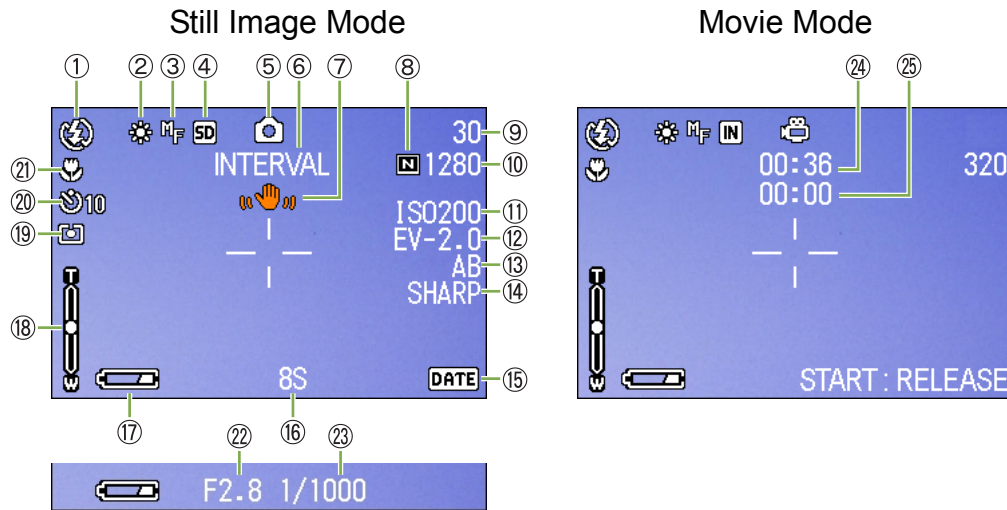 Still Image Mode
Movie Mode
① ② ③ ④ ⑤ ⑥ ⑦ ⑧
MF SD
30 ⑨
INTERVAL
N 1280 ⑩
㉑
⑳ 10
ISO200 ⑪
⑲
EV-2.0 ⑫
AB ⑬
SHARP ⑭
T
⑱
W
8S
DATE ⑮
⑰ ⑯
㉒ ㉓
F2.8 1/1000
㉔ ㉕
MF IN
00:36
320
00:00
T
W
START:RELEASE